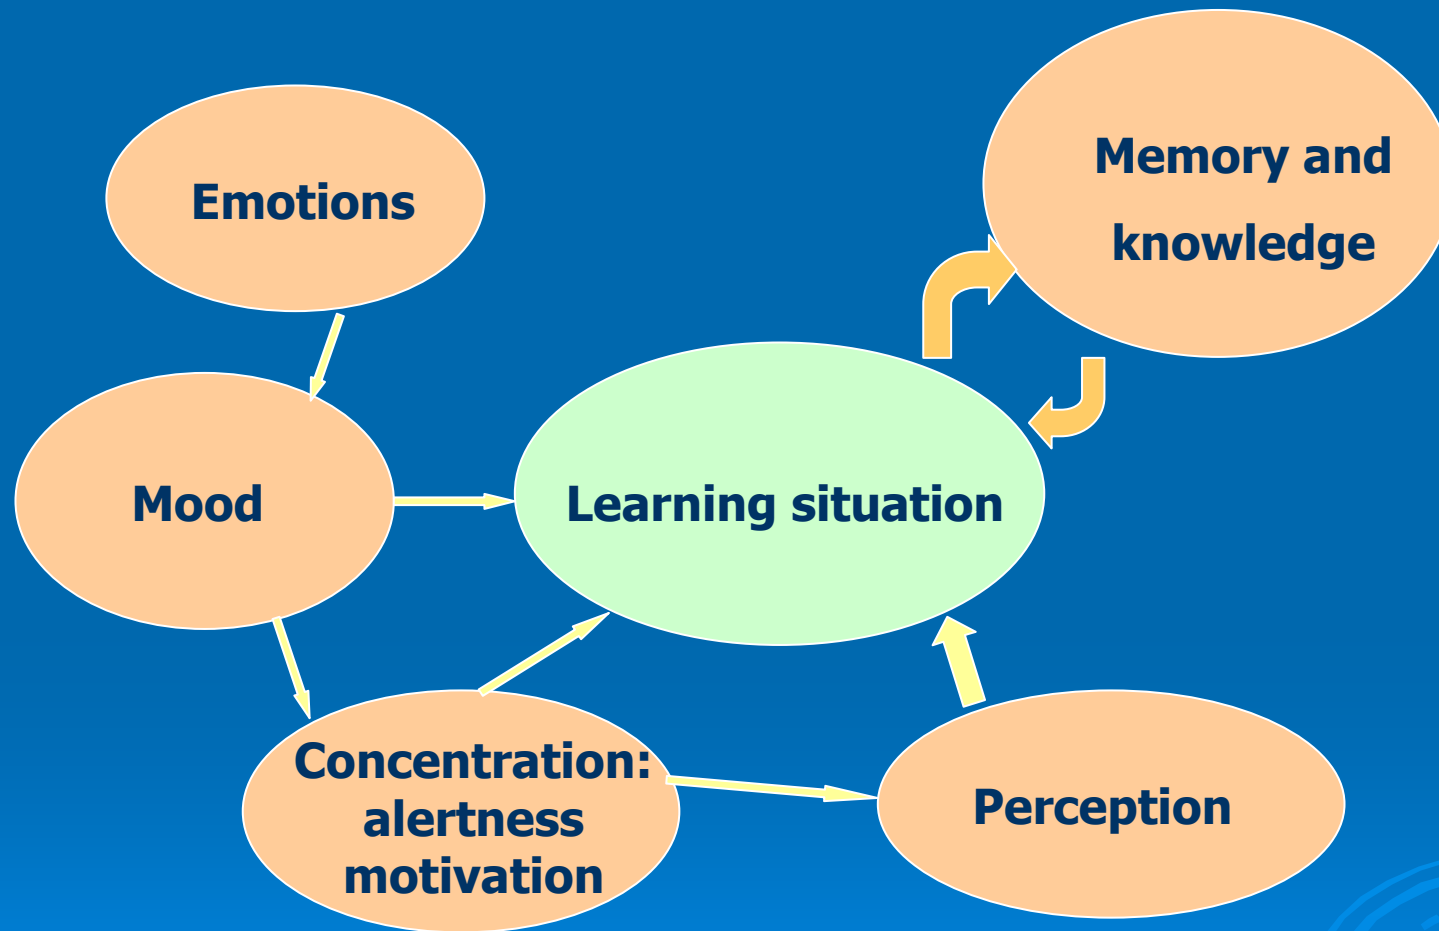 Emotions
Memory and
knowledge
Mood
Learning situation
Concentration:
alertness
motivation
Perception